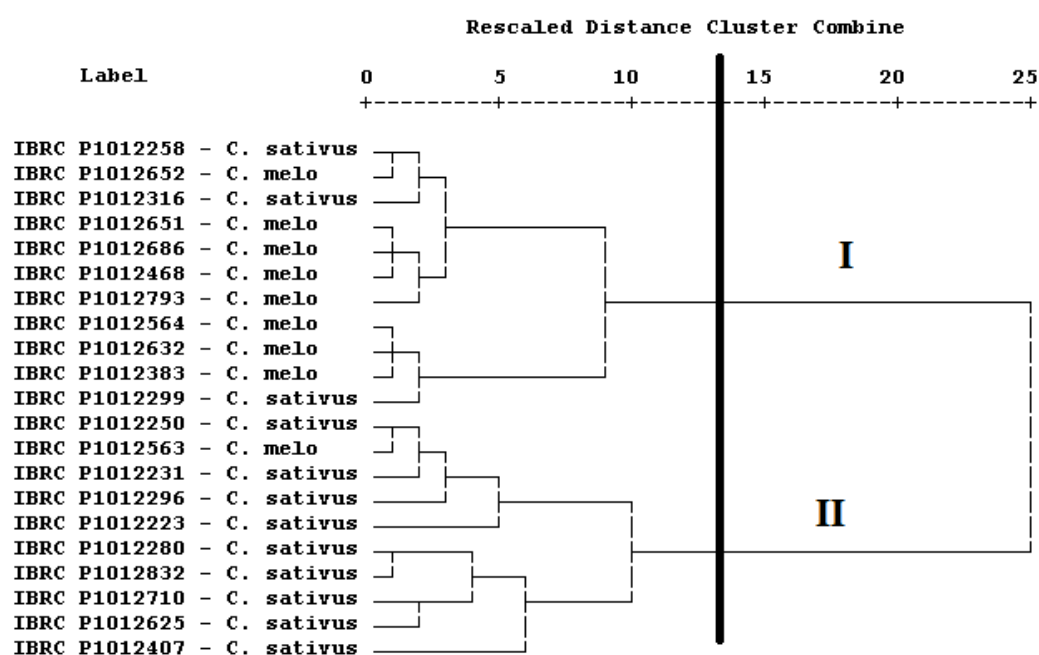 Rescaled Distance Cluster Combine
Label 0 5 10 15 20 25
IBRC P1012258 - C. sativus
IBRC P1012652 - C. melo
IBRC P1012316 - C. sativus
IBRC P1012651 - C. melo
IBRC P1012686 - C. melo
IBRC P1012468 - C. melo
IBRC P1012793 - C. melo
IBRC P1012564 - C. melo
IBRC P1012632 - C. melo
IBRC P1012383 - C. melo
IBRC P1012299 - C. sativus
IBRC P1012250 - C. sativus
IBRC P1012563 - C. melo
IBRC P1012231 - C. sativus
IBRC P1012296 - C. sativus
IBRC P1012223 - C. sativus
IBRC P1012280 - C. sativus
IBRC P1012832 - C. sativus
IBRC P1012710 - C. sativus
IBRC P1012625 - C. sativus
IBRC P1012407 - C. sativus
I
II